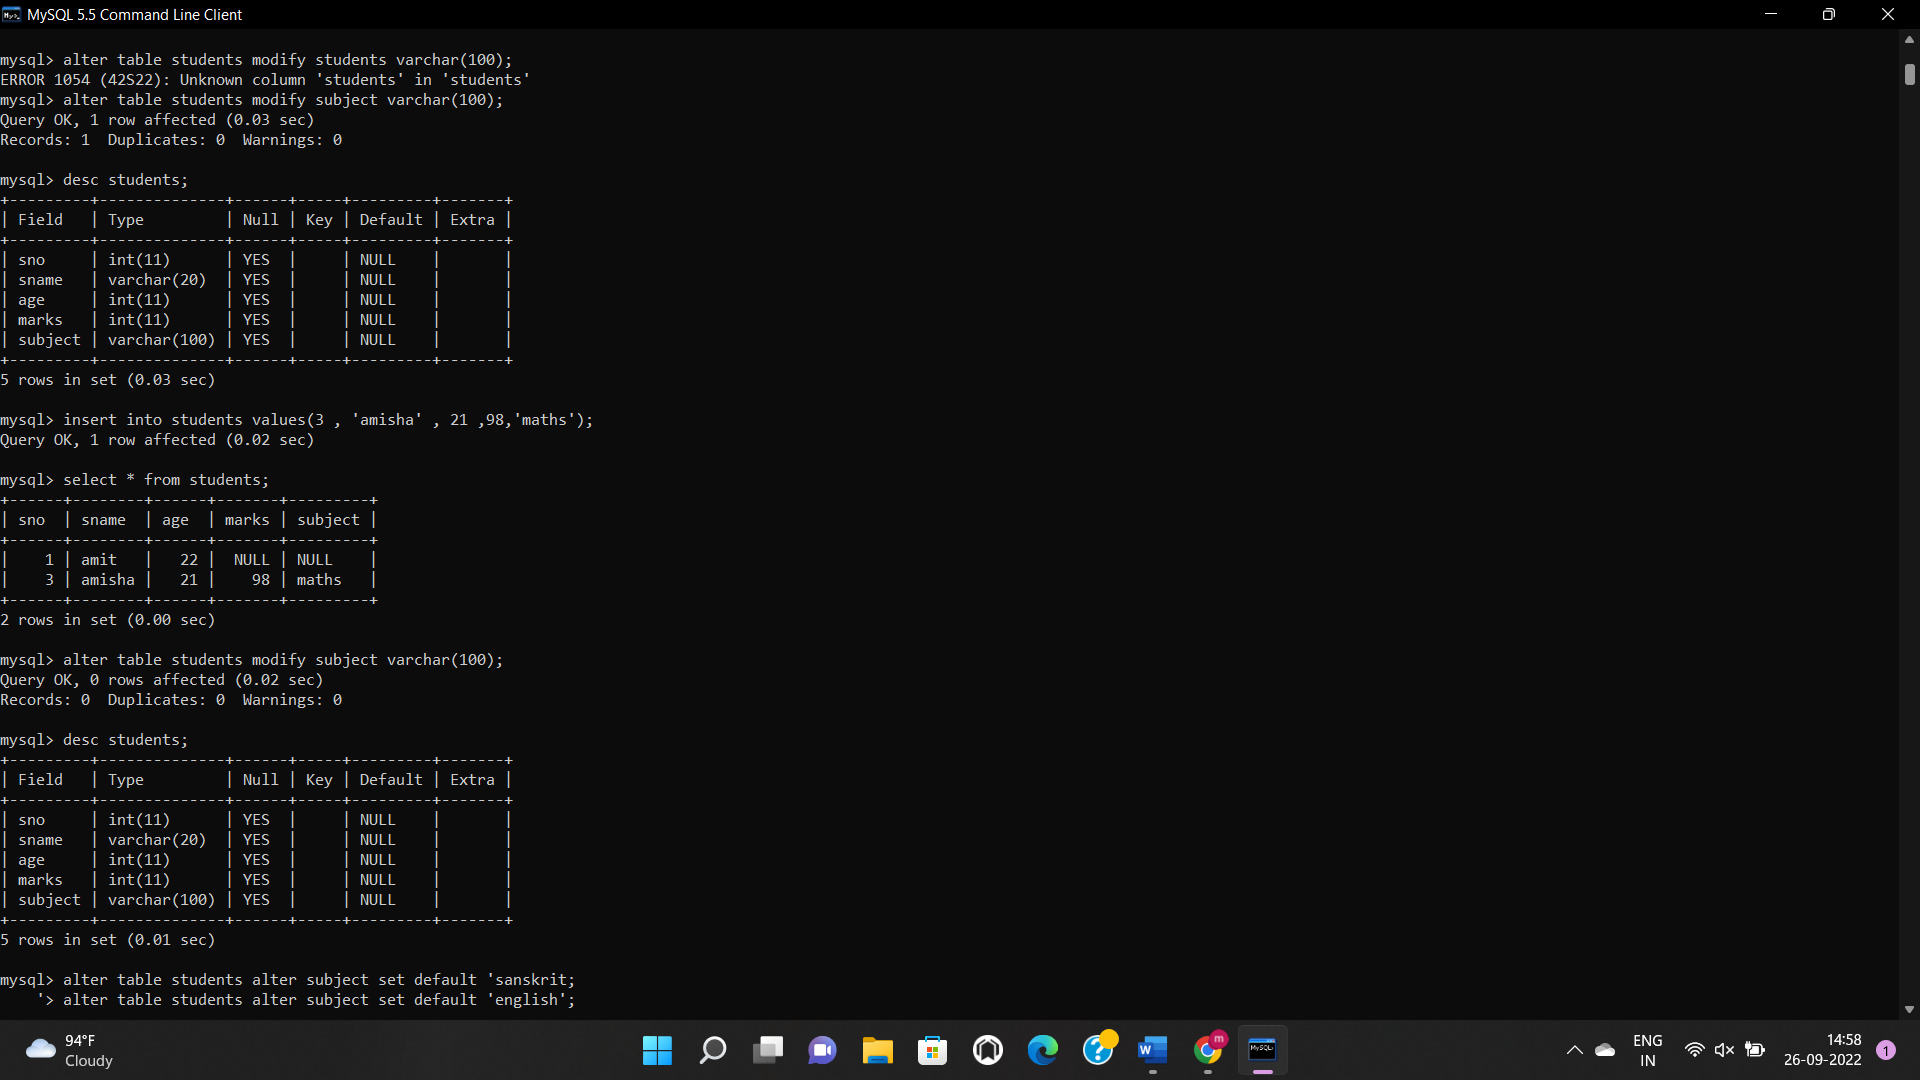 MySQL 5.5 Command Line Client
mysql> alter table students modify students varchar(100);
ERROR 1054 (42S22): Unknown column 'students' in 'students'
mysql> alter table students modify subject varchar(100);
Query OK, 1 row affected (0.03 sec)
Records: 1  Duplicates: 0  Warnings: 0
mysql> desc students;
+---------+--------------+------+-----+---------+-------+
| Field   | Type         | Null | Key | Default | Extra |
+---------+--------------+------+-----+---------+-------+
| sno     | int(11)      | YES  |     | NULL    |       |
| sname   | varchar(20)  | YES  |     | NULL    |       |
| age     | int(11)      | YES  |     | NULL    |       |
| marks   | int(11)      | YES  |     | NULL    |       |
| subject | varchar(100) | YES  |     | NULL    |       |
+---------+--------------+------+-----+---------+-------+
5 rows in set (0.03 sec)
mysql> insert into students values(3 , 'amisha' , 21 ,98,'maths');
Query OK, 1 row affected (0.02 sec)
mysql> select * from students;
+------+--------+------+-------+---------+
| sno  | sname  | age  | marks | subject |
+------+--------+------+-------+---------+
|    1 | amit   |   22 |  NULL | NULL    |
|    3 | amisha |   21 |    98 | maths   |
+------+--------+------+-------+---------+
2 rows in set (0.00 sec)
mysql> alter table students modify subject varchar(100);
Query OK, 0 rows affected (0.02 sec)
Records: 0  Duplicates: 0  Warnings: 0
mysql> desc students;
+---------+--------------+------+-----+---------+-------+
| Field   | Type         | Null | Key | Default | Extra |
+---------+--------------+------+-----+---------+-------+
| sno     | int(11)      | YES  |     | NULL    |       |
| sname   | varchar(20)  | YES  |     | NULL    |       |
| age     | int(11)      | YES  |     | NULL    |       |
| marks   | int(11)      | YES  |     | NULL    |       |
| subject | varchar(100) | YES  |     | NULL    |       |
+---------+--------------+------+-----+---------+-------+
5 rows in set (0.01 sec)
mysql> alter table students alter subject set default 'sanskrit;
    '> alter table students alter subject set default 'english';
94°F
Cloudy
W
m
MySQL
ENG
IN
14:58
26-09-2022
1